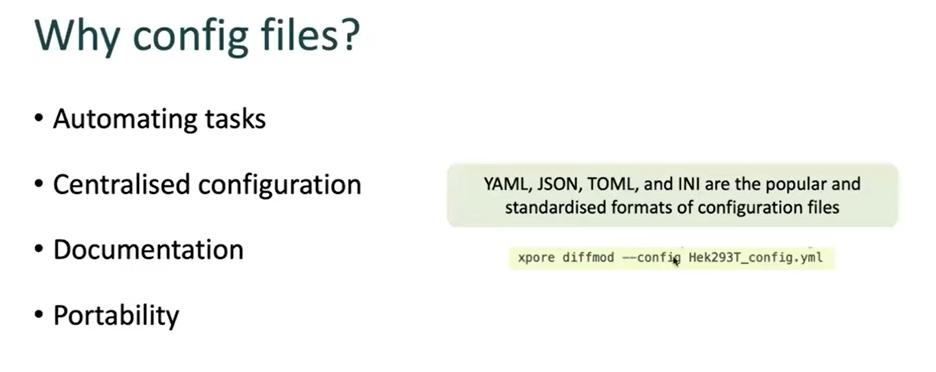 Why config files?
• Automating tasks
• Centralised configuration
• Documentation
• Portability
YAML, JSON, TOML, and INI are the popular and
standardised formats of configuration files
xpore diffmod --config Hek293T_config.yml